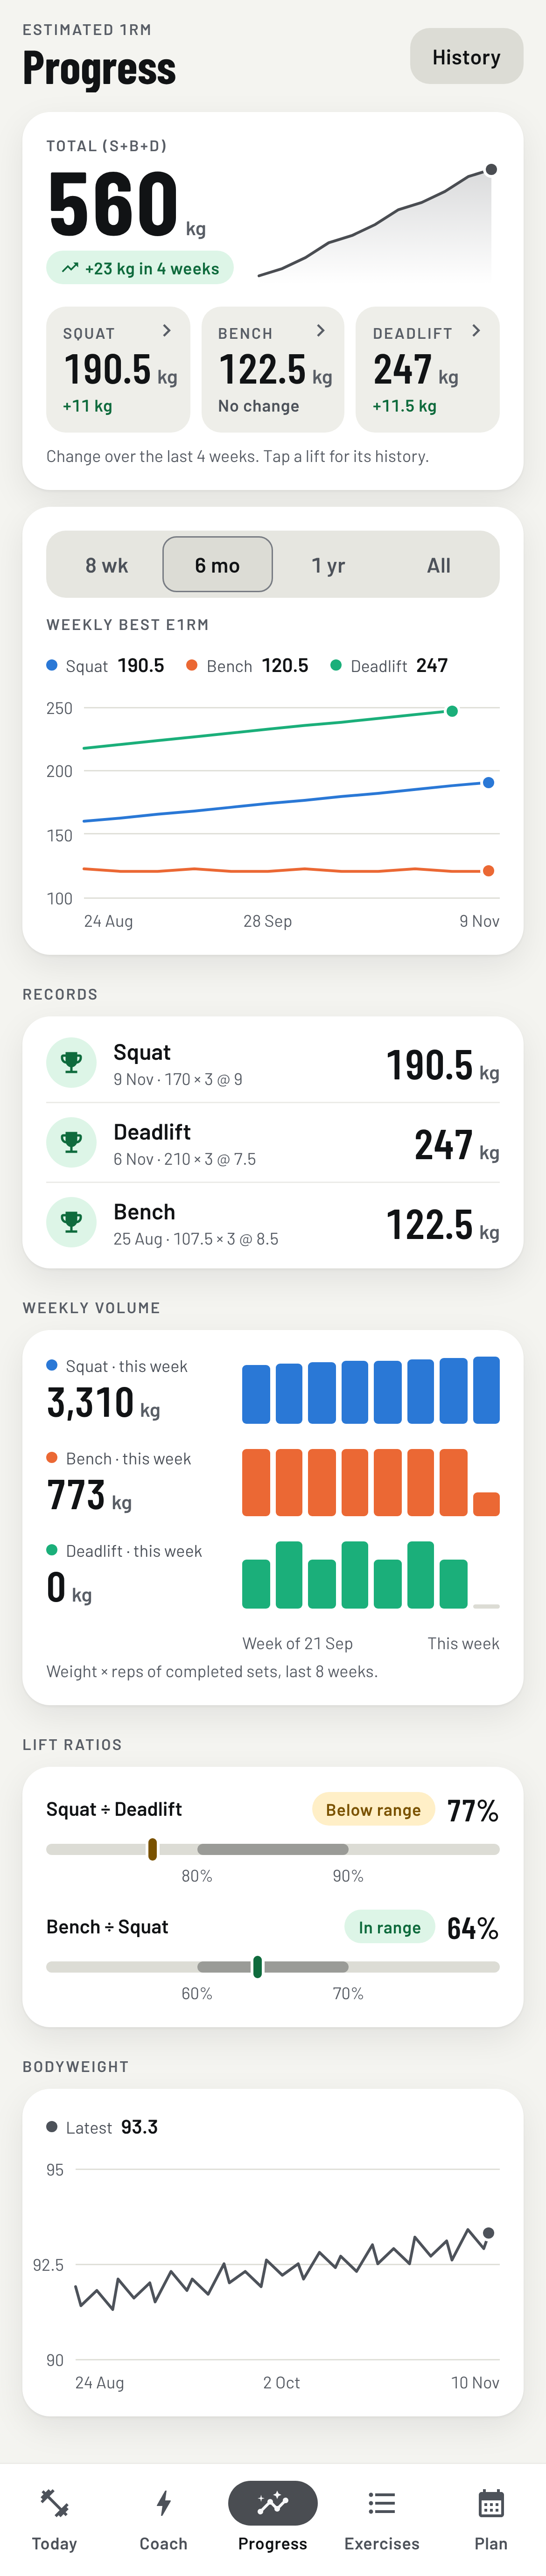 ESTIMATED 1RM
Progress
History
TOTAL (S+B+D)
560 kg
+23 kg in 4 weeks
SQUAT
190.5 kg
+11 kg
BENCH
122.5 kg
No change
DEADLIFT
247 kg
+11.5 kg
Change over the last 4 weeks. Tap a lift for its history.
8 wk
6 mo
1 yr
All
WEEKLY BEST E1RM
Squat 190.5
Bench 120.5
Deadlift 247
250
200
150
100
24 Aug
28 Sep
9 Nov
RECORDS
Squat
9 Nov · 170 × 3 @ 9
190.5 kg
Deadlift
6 Nov · 210 × 3 @ 7.5
247 kg
Bench
25 Aug · 107.5 × 3 @ 8.5
122.5 kg
WEEKLY VOLUME
Squat · this week
3,310 kg
Bench · this week
773 kg
Deadlift · this week
0 kg
Week of 21 Sep
This week
Weight × reps of completed sets, last 8 weeks.
LIFT RATIOS
Squat ÷ Deadlift
Below range
77%
80%
90%
Bench ÷ Squat
In range
64%
60%
70%
BODYWEIGHT
Latest 93.3
95
92.5
90
24 Aug
2 Oct
10 Nov
Today
Coach
Progress
Exercises
Plan